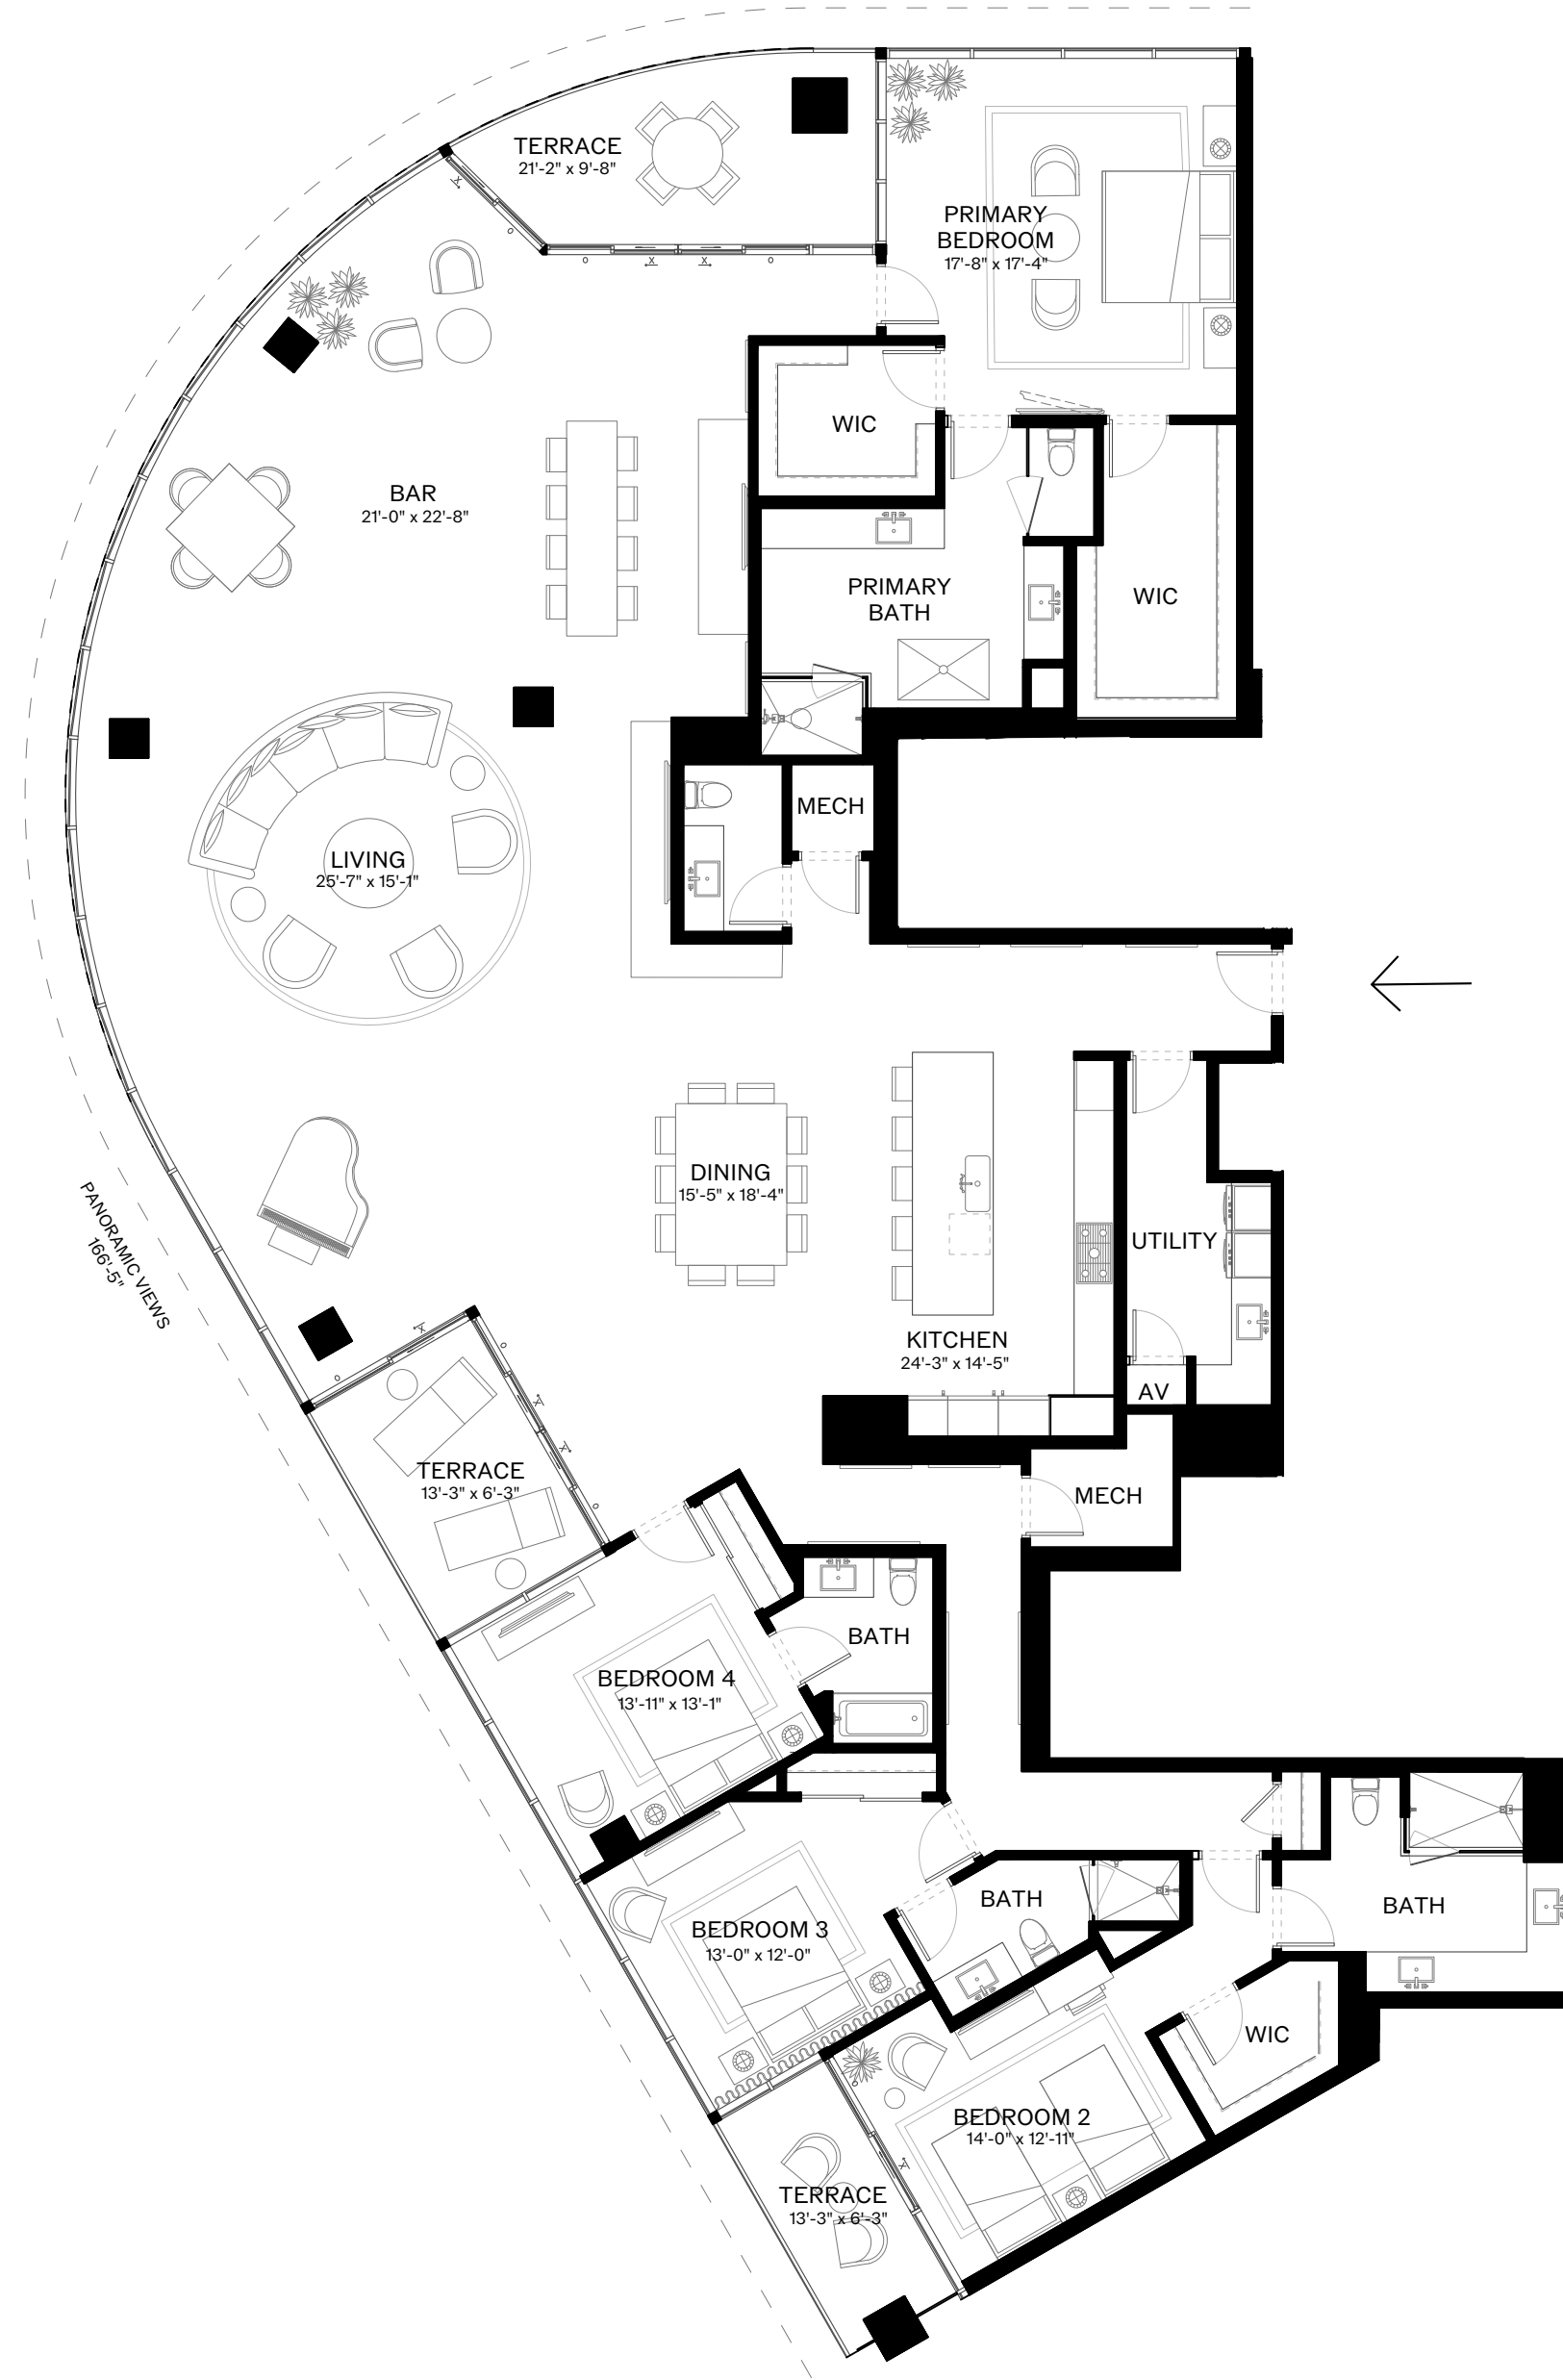 TERRACE
21'-2" x 9'-8"
PRIMARY
BEDROOM
17'-8" x 17'-4"
WIC
BAR
21'-0" x 22'-8"
PRIMARY
BATH
WIC
MECH
LIVING
25'-7" x 15'-1"
DINING
15'-5" x 18'-4"
UTILITY
PANORAMIC VIEWS
166'-5"
KITCHEN
24'-3" x 14'-5"
AV
TERRACE
13'-3" x 6'-3"
MECH
BATH
BEDROOM 4
13'-11" x 13'-1"
BATH
BATH
BEDROOM 3
13'-0" x 12'-0"
WIC
BEDROOM 2
14'-0" x 12'-11"
TERRACE
13'-3" x 6'-3"